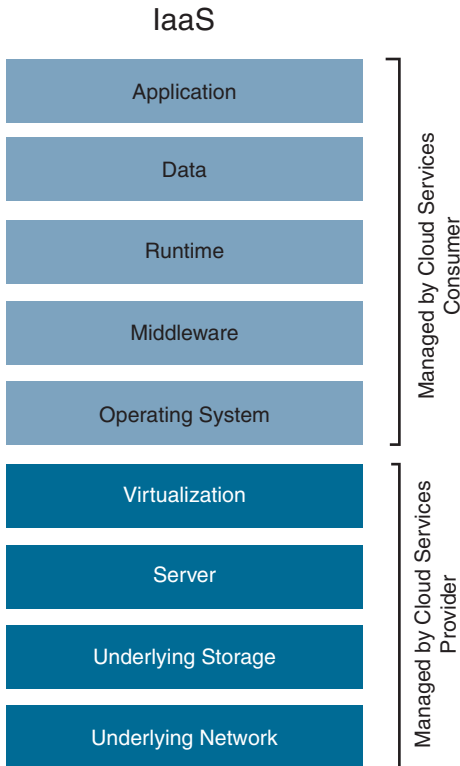 IaaS
Application
Data
Runtime
Middleware
Operating System
Managed by Cloud Services
Consumer
Virtualization
Server
Underlying Storage
Underlying Network
Managed by Cloud Services
Provider